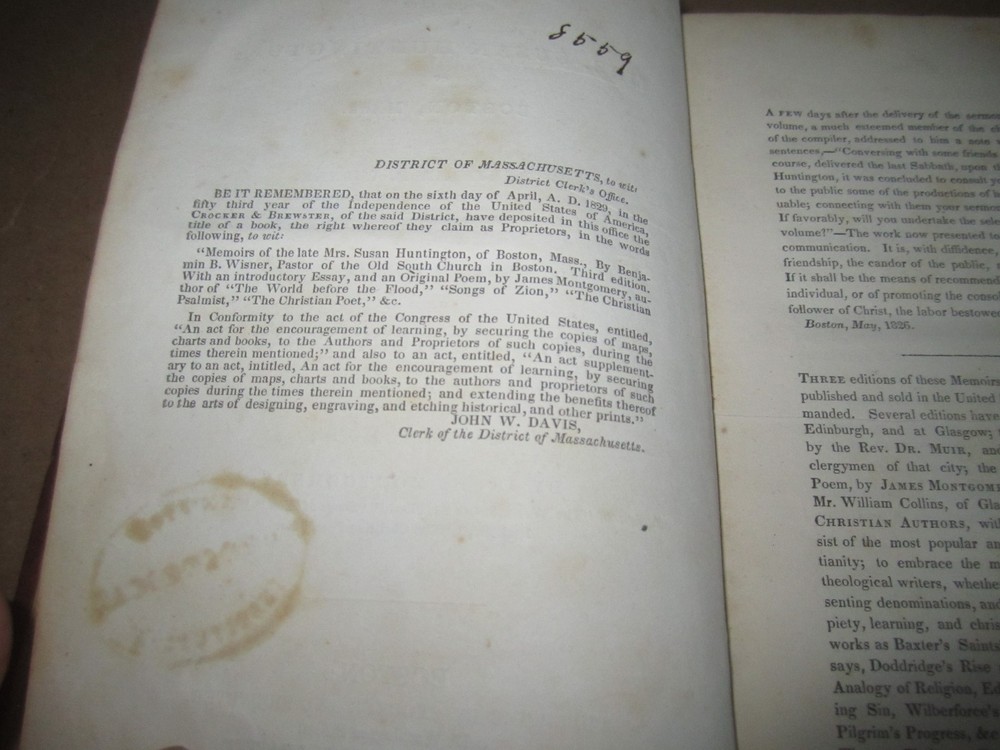 8559
DISTRICT OF MASSACHUSETTS, to wit:
District Clerk's Office.
BE IT REMEMBERED, that on the sixth day of April, A. D. 1829, in the
fifty third year of the Independence of the United States of America,
CROCKER & BREWSTER, of the said District, have deposited in this office the
title of a book, the right whereof they claim as Proprietors, in the words
following, to wit:
"Memoirs of the late Mrs. Susan Huntington, of Boston, Mass., By Benja-
min B. Wisner, Pastor of the Old South Church in Boston. Third edition.
With an introductory Essay, and an Original Poem, by James Montgomery, au-
thor of "The World before the Flood," "Songs of Zion," "The Christian
Psalmist," "The Christian Poet," &c.
In Conformity to the act of the Congress of the United States, entitled,
"An act for the encouragement of learning, by securing the copies of maps,
charts and books, to the Authors and Proprietors of such copies, during the
times therein mentioned;" and also to an act, entitled, "An act supplement-
ary to an act, intitled, An act for the encouragement of learning, by securing
the copies of maps, charts and books, to the authors and proprietors of such
copies during the times therein mentioned; and extending the benefits thereof
to the arts of designing, engraving, and etching historical, and other prints."
JOHN W. DAVIS,
Clerk of the District of Massachusetts.
A FEW days after the delivery of the sermo
volume, a much esteemed member of the
of the compiler, addressed to him a note
sentences,—"Conversing with some friends
course, delivered the last Sabbath, upon
Huntington, it was concluded to consult
to the public some of the productions of
uable; connecting with them your sermo
If favorably, will you undertake the sele
volume?"—The work now presented to
communication. It is, with diffidence,
friendship, the candor of the public,
If it shall be the means of recommend
individual, or of promoting the conso
follower of Christ, the labor bestowed
Boston, May, 1826.
THREE editions of these Memoirs
published and sold in the United
manded. Several editions have
Edinburgh, and at Glasgow;
by the Rev. DR. MUIR, and
clergymen of that city; the
Poem, by JAMES MONTGOME
Mr. William Collins, of Gla
CHRISTIAN AUTHORS, wit
sist of the most popular an
tianity; to embrace the m
theological writers, whethe
senting denominations, and
piety, learning, and chris
works as Baxter's Saints
says, Doddridge's Rise
Analogy of Religion, Ed
ing Sin, Wilberforce's
Pilgrim's Progress, &c